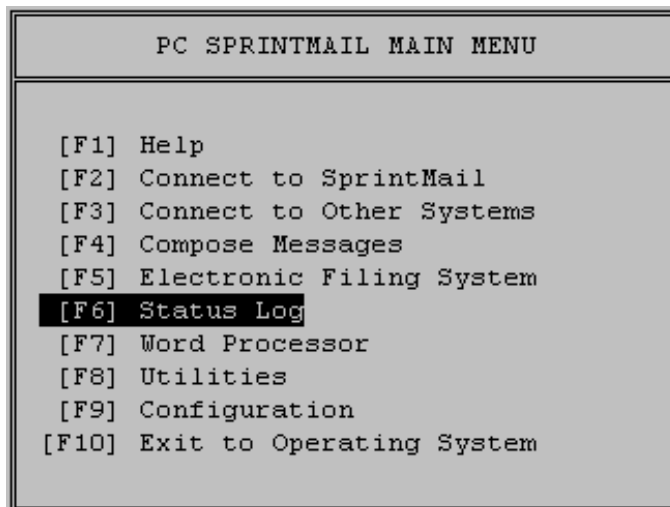 PC SPRINTMAIL MAIN MENU
[F1] Help
[F2] Connect to SprintMail
[F3] Connect to Other Systems
[F4] Compose Messages
[F5] Electronic Filing System
[F6] Status Log
[F7] Word Processor
[F8] Utilities
[F9] Configuration
[F10] Exit to Operating System